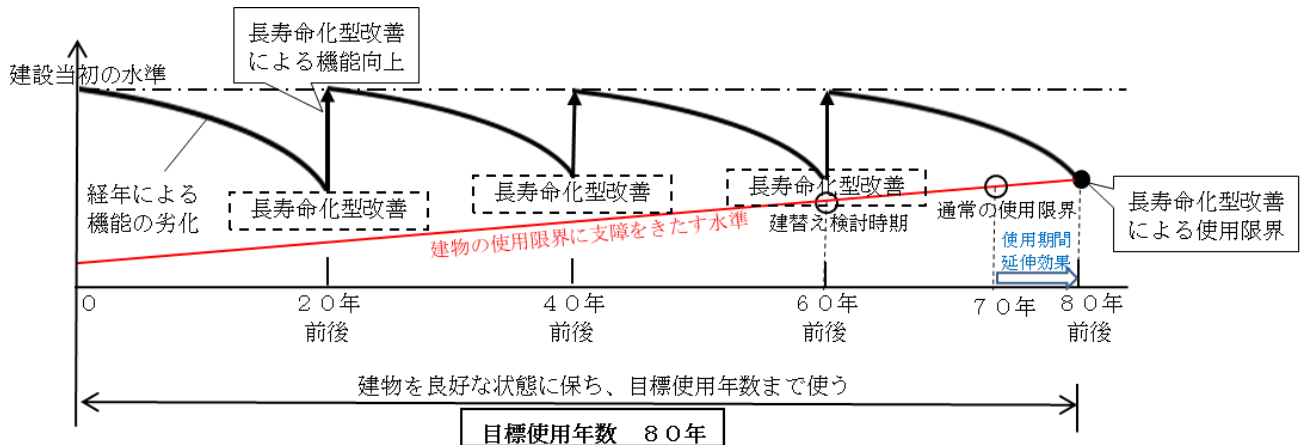 長寿命化型改善
による機能向上
建設当初の水準
経年による
機能の劣化
長寿命化型改善
長寿命化型改善
長寿命化型改善
建物の使用限界に支障をきたす水準
建替え検討時期
通常の使用限界
長寿命化型改善
による使用限界
使用期間
延伸効果
０
２０年
前後
４０年
前後
６０年
前後
７０年
８０年
前後
建物を良好な状態に保ち、目標使用年数まで使う
目標使用年数　８０年